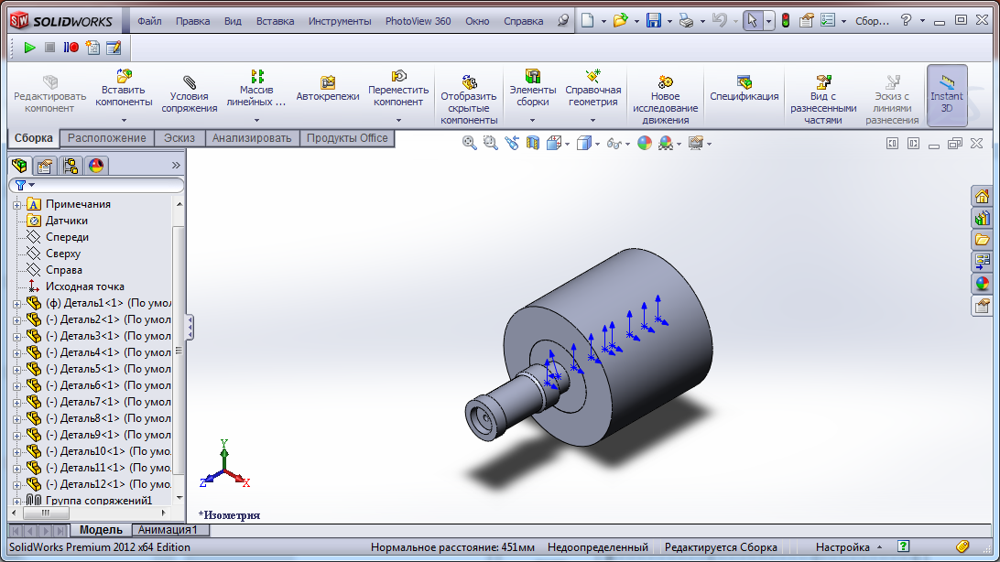 SOLIDWORKS Файл Правка Вид Вставка Инструменты PhotoView 360 Окно Справка Сбор... ?
Редактировать компонент
Вставить компоненты
Условия сопряжения
Массив линейных ...
Автокрепежи
Переместить компонент
Отобразить скрытые компоненты
Элементы сборки
Справочная геометрия
Новое исследование движения
Спецификация
Вид с разнесенными частями
Эскиз с линиями разнесения
Instant 3D
Сборка Расположение Эскиз Анализировать Продукты Office
Примечания
Датчики
Спереди
Сверху
Справа
Исходная точка
(ф) Деталь1<1> (По умол
(-) Деталь2<1> (По умол
(-) Деталь3<1> (По умол
(-) Деталь4<1> (По умол
(-) Деталь5<1> (По умол
(-) Деталь6<1> (По умол
(-) Деталь7<1> (По умол
(-) Деталь8<1> (По умол
(-) Деталь9<1> (По умол
(-) Деталь10<1> (По умо
(-) Деталь11<1> (По умо
(-) Деталь12<1> (По умо
Группа сопряжений1
Y
Z X
*Изометрия
Модель Анимация1
SolidWorks Premium 2012 x64 Edition Нормальное расстояние: 451мм Недоопределенный Редактируется Сборка Настройка ?